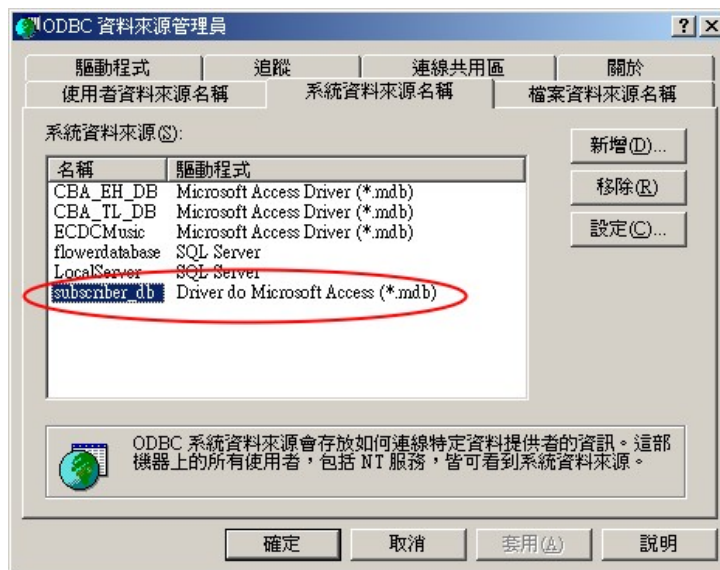 ODBC 資料來源管理員
驅動程式 追蹤 連線共用區 關於
使用者資料來源名稱 系統資料來源名稱 檔案資料來源名稱
系統資料來源(S):
新增(D)...
移除(R)
設定(C)...
名稱 驅動程式
CBA_EH_DB Microsoft Access Driver (*.mdb)
CBA_TL_DB Microsoft Access Driver (*.mdb)
ECDCMusic Microsoft Access Driver (*.mdb)
flowerdatabase SQL Server
LocalServer SQL Server
subscriber_db Driver do Microsoft Access (*.mdb)
ODBC 系統資料來源會存放如何連線特定資料提供者的資訊。這部
機器上的所有使用者，包括 NT 服務，皆可看到系統資料來源。
確定 取消 套用(A) 說明